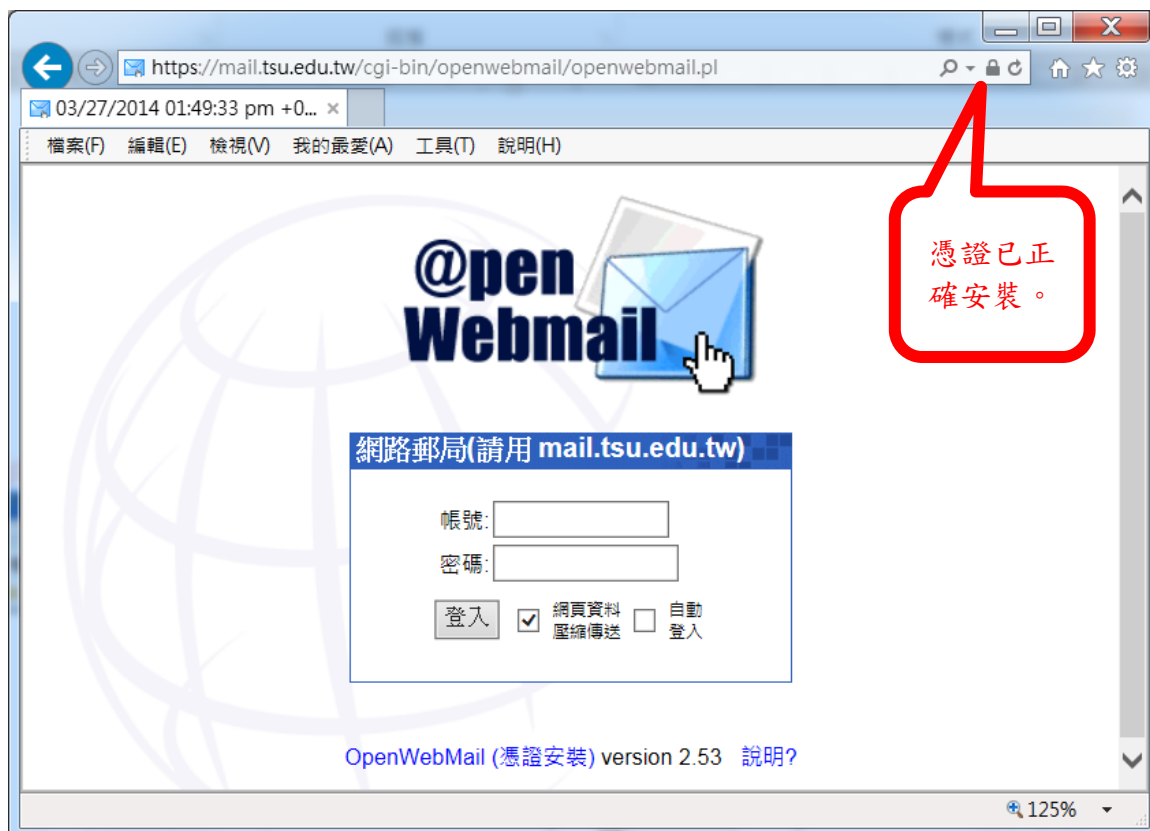 https://mail.tsu.edu.tw/cgi-bin/openwebmail/openwebmail.pl
03/27/2014 01:49:33 pm +0...
檔案(F) 編輯(E) 檢視(V) 我的最愛(A) 工具(T) 說明(H)
憑證已正
確安裝。
@pen
Webmail
網路郵局(請用 mail.tsu.edu.tw)
帳號:
密碼:
登入
網頁資料
壓縮傳送
自動
登入
OpenWebMail (憑證安裝) version 2.53 說明?
125%